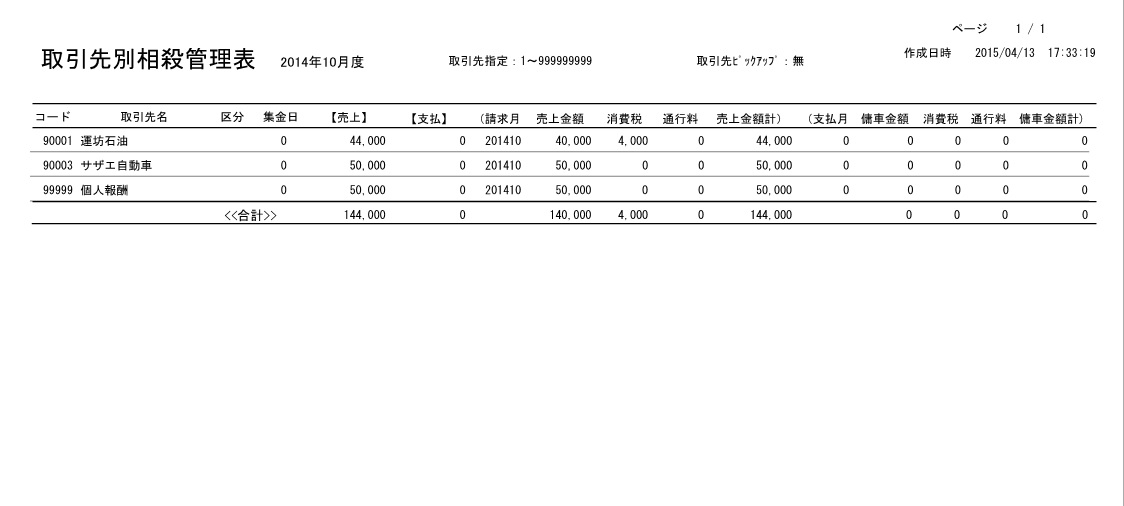 ページ 1 / 1
取引先別相殺管理表 2014年10月度 取引先指定：1～999999999 取引先ﾋﾟｯｸｱｯﾌﾟ：無 作成日時 2015/04/13 17:33:19
コード 取引先名 区分 集金日 【売上】 【支払】 (請求月 売上金額 消費税 通行料 売上金額計) (支払月 傭車金額 消費税 通行料 傭車金額計)
90001 運坊石油 0 44,000 0 201410 40,000 4,000 0 44,000 0 0 0 0 0
90003 サザエ自動車 0 50,000 0 201410 50,000 0 0 50,000 0 0 0 0 0
99999 個人報酬 0 50,000 0 201410 50,000 0 0 50,000 0 0 0 0 0
<<合計>> 144,000 0 140,000 4,000 0 144,000 0 0 0 0